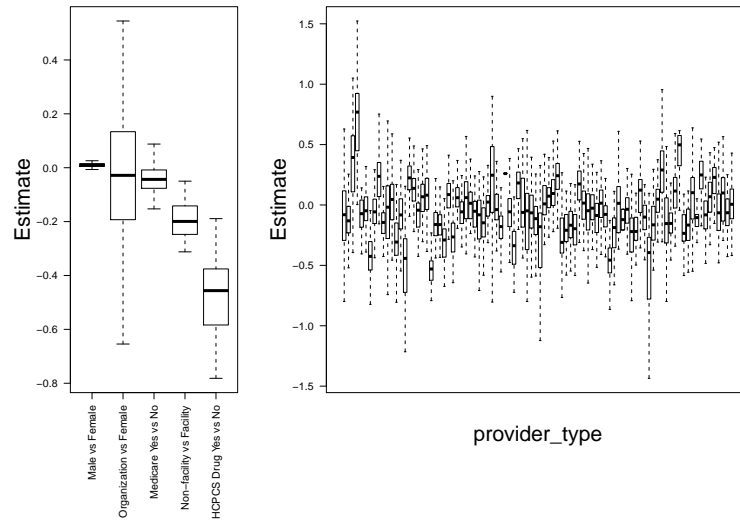 Estimate
0.4
0.2
0.0
−0.2
−0.4
−0.6
−0.8
Male vs Female
Organization vs Female
Medicare Yes vs No
Non−facility vs Facility
HCPCS Drug Yes vs No
Estimate
1.5
1.0
0.5
0.0
−0.5
−1.0
−1.5
provider_type